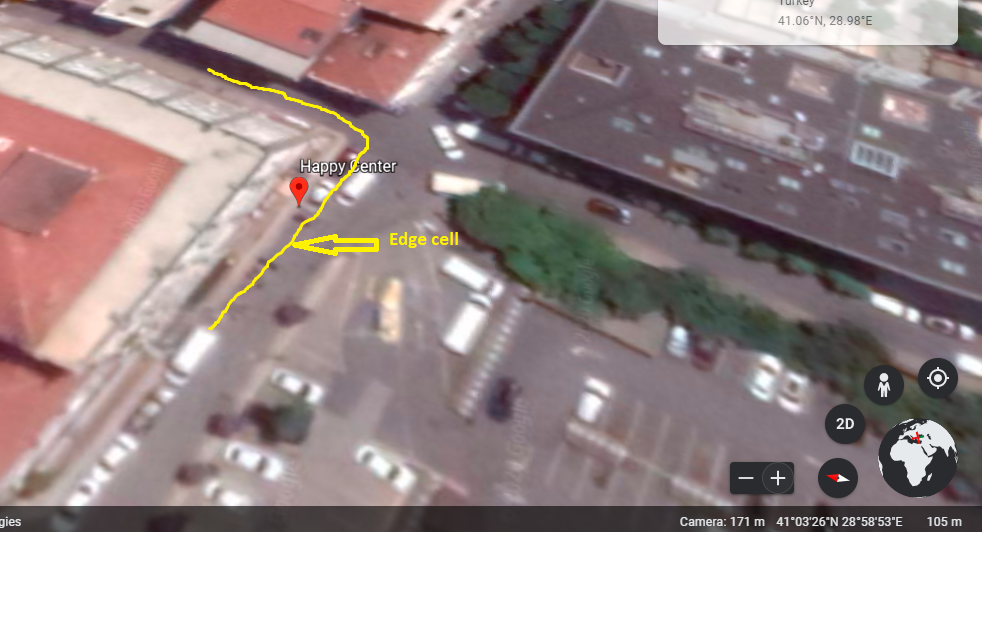 Turkey
41.06°N, 28.98°E
Happy Center
Edge cell
2D
gies
Camera: 171 m 41°03'26"N 28°58'53"E 105 m